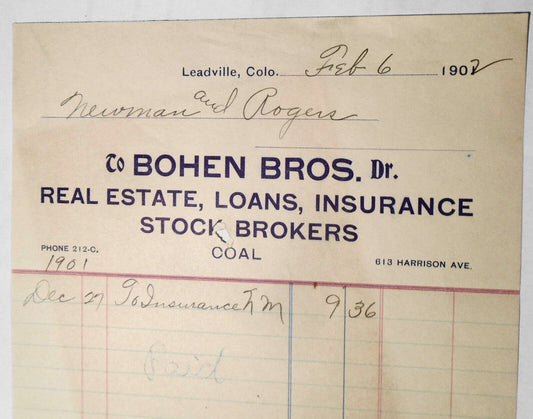 Leadville, Colo. Feb 6 1902
Newman and Rogers
To BOHEN BROS. Dr.
REAL ESTATE, LOANS, INSURANCE
STOCK BROKERS
COAL
PHONE 212-C.
613 HARRISON AVE.
1901
Dec 27 To Insurance M 9 36
Paid